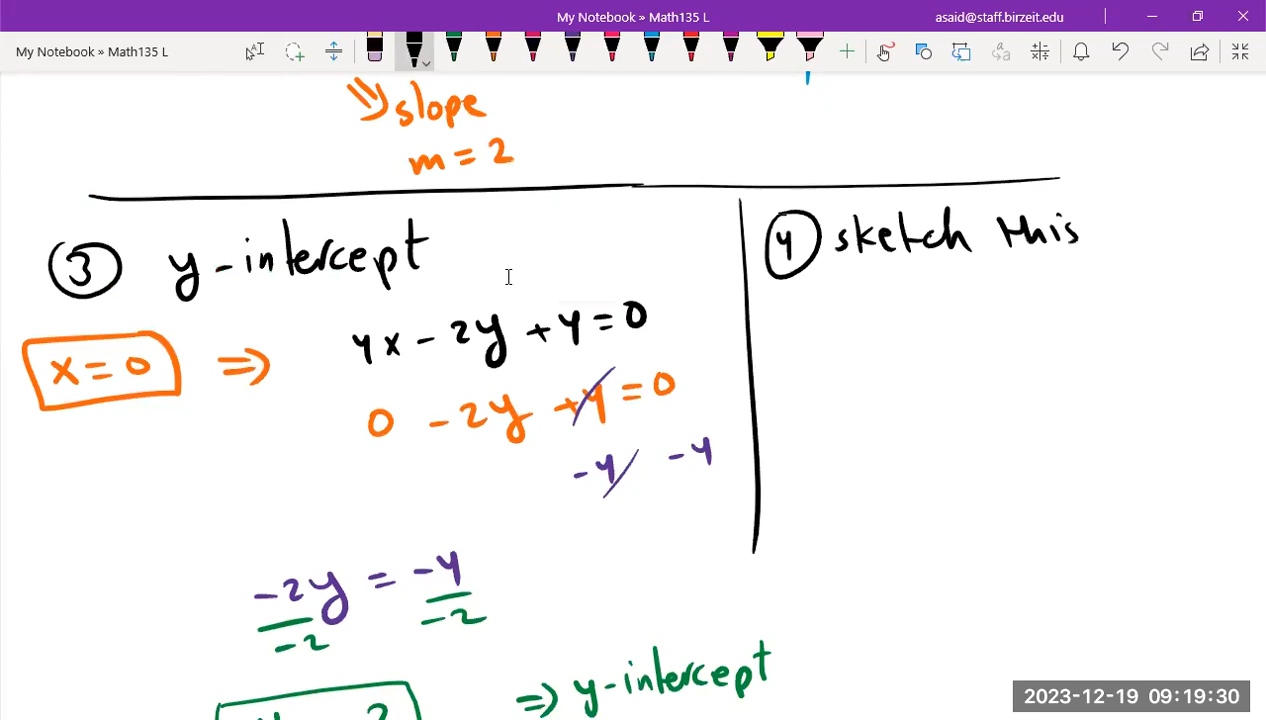 My Notebook » Math135 L
asaid@staff.birzeit.edu
My Notebook » Math135 L
slope
m = 2
3 y-intercept
4 sketch this
4x - 2y + 4 = 0
x = 0 ⇒
0 - 2y + 4 = 0
-4 -4
-2y = -4
-2 -2
⇒ y-intercept
2023-12-19 09:19:30